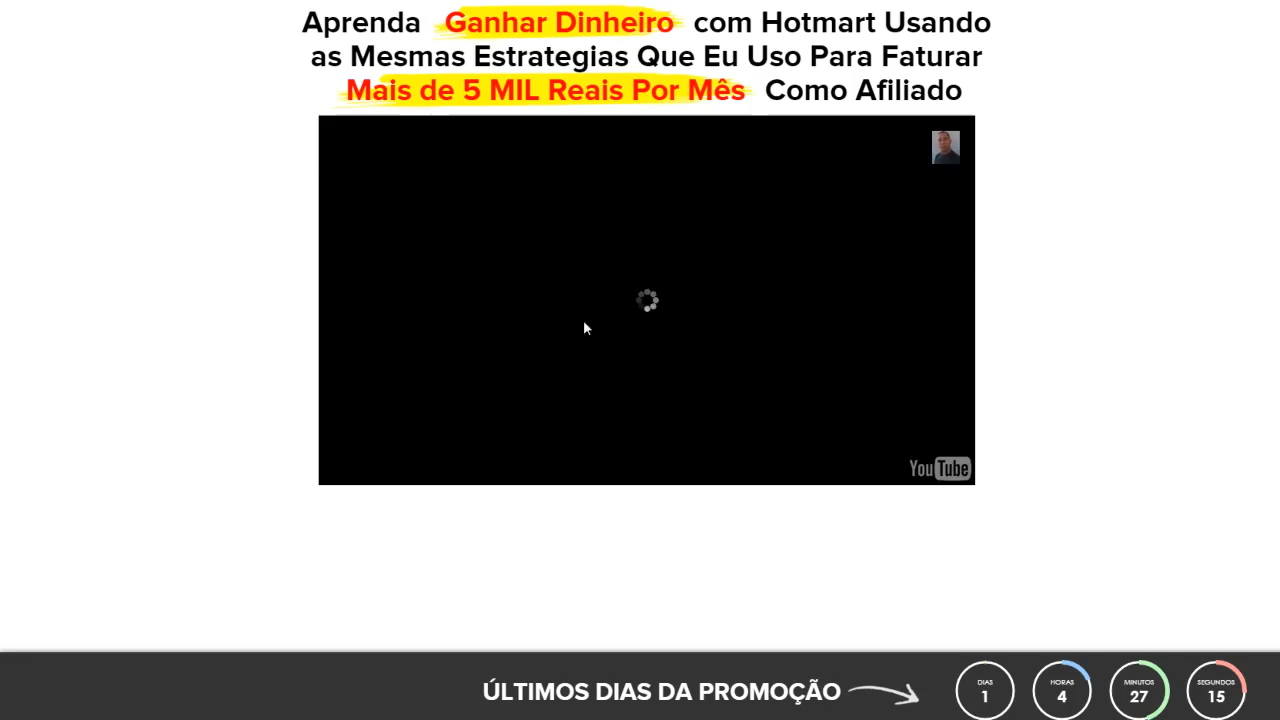 Aprenda Ganhar Dinheiro com Hotmart Usando
as Mesmas Estrategias Que Eu Uso Para Faturar
Mais de 5 MIL Reais Por Mês Como Afiliado
YouTube
ÚLTIMOS DIAS DA PROMOÇÃO
DIAS
1
HORAS
4
MINUTOS
27
SEGUNDOS
15